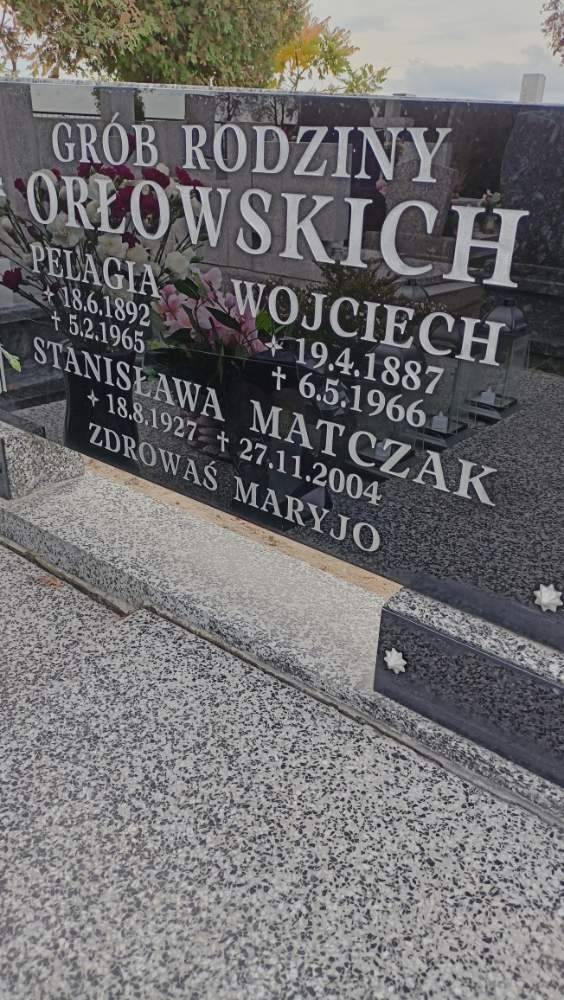 GRÓB RODZINY
ORŁOWSKICH
PELAGIA WOJCIECH
+ 18.6.1892 + 19.4.1887
† 5.2.1965 † 6.5.1966
STANISŁAWA MATCZAK
+ 18.8.1927 † 27.11.2004
ZDROWAŚ MARYJO